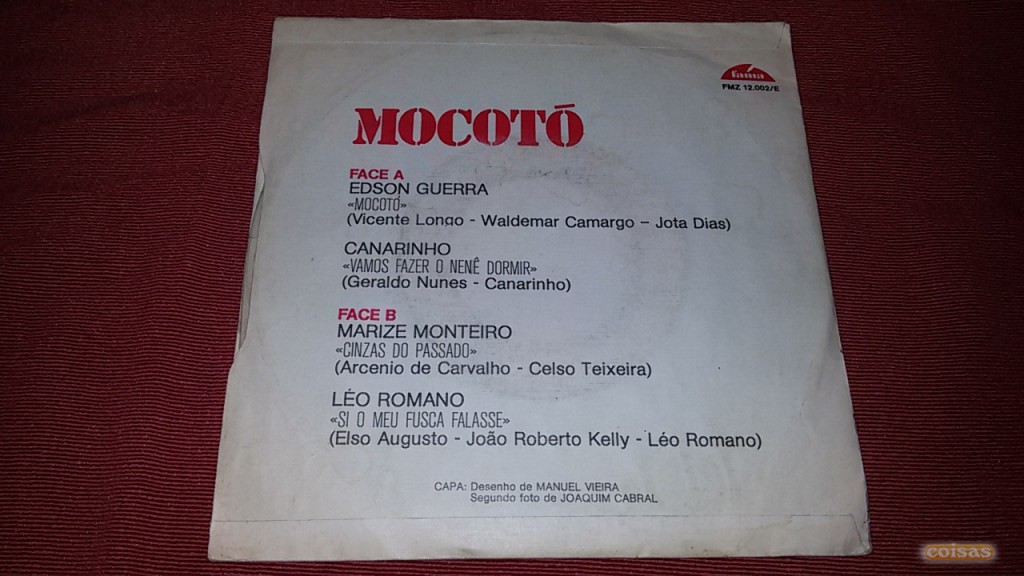 FMZ 12.002/E
MOCOTÓ
FACE A
EDSON GUERRA
«MOCOTÓ»
(Vicente Longo - Waldemar Camargo – Jota Dias)
CANARINHO
«VAMOS FAZER O NENÊ DORMIR»
(Geraldo Nunes - Canarinho)
FACE B
MARIZE MONTEIRO
«CINZAS DO PASSADO»
(Arcenio de Carvalho - Celso Teixeira)
LÉO ROMANO
«SI O MEU FUSCA FALASSE»
(Elso Augusto - João Roberto Kelly - Léo Romano)
CAPA: Desenho de MANUEL VIEIRA
Segundo foto de JOAQUIM CABRAL
coisas